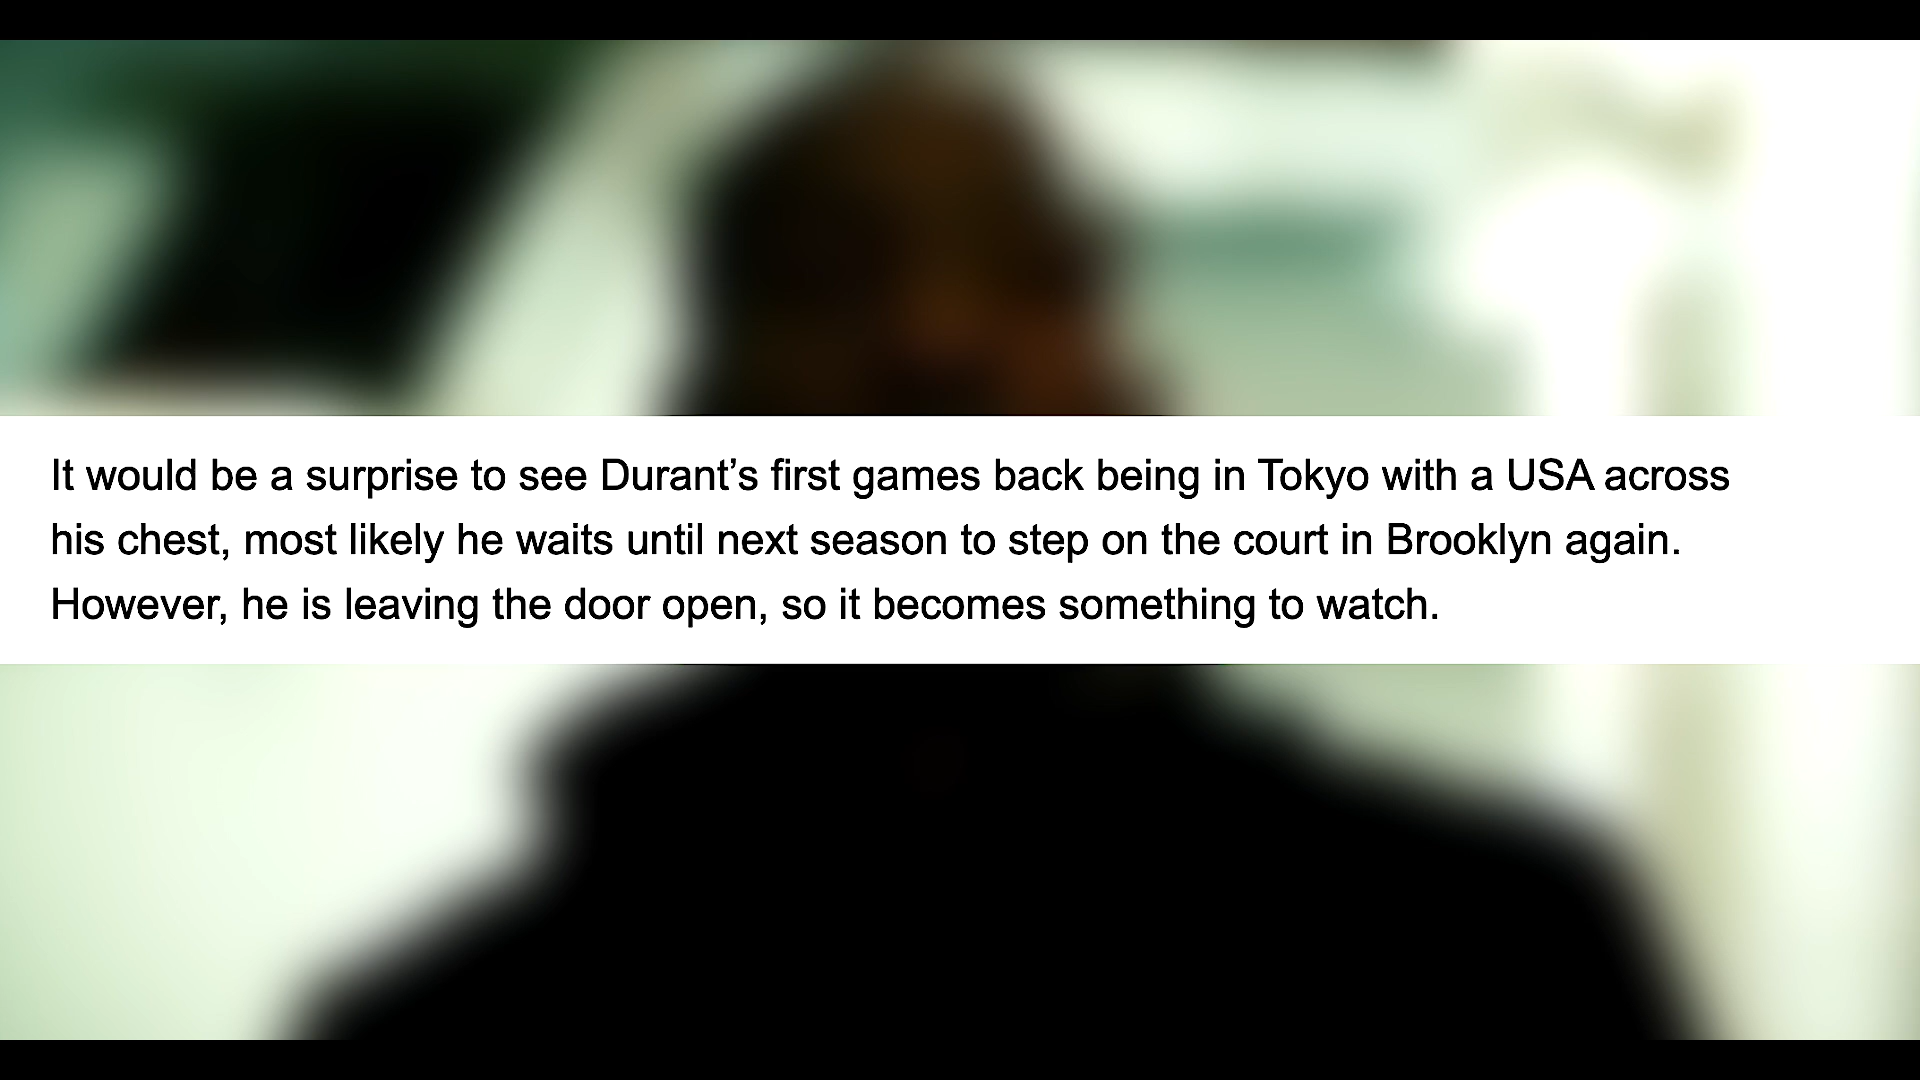 It would be a surprise to see Durant’s first games back being in Tokyo with a USA across
his chest, most likely he waits until next season to step on the court in Brooklyn again.
However, he is leaving the door open, so it becomes something to watch.